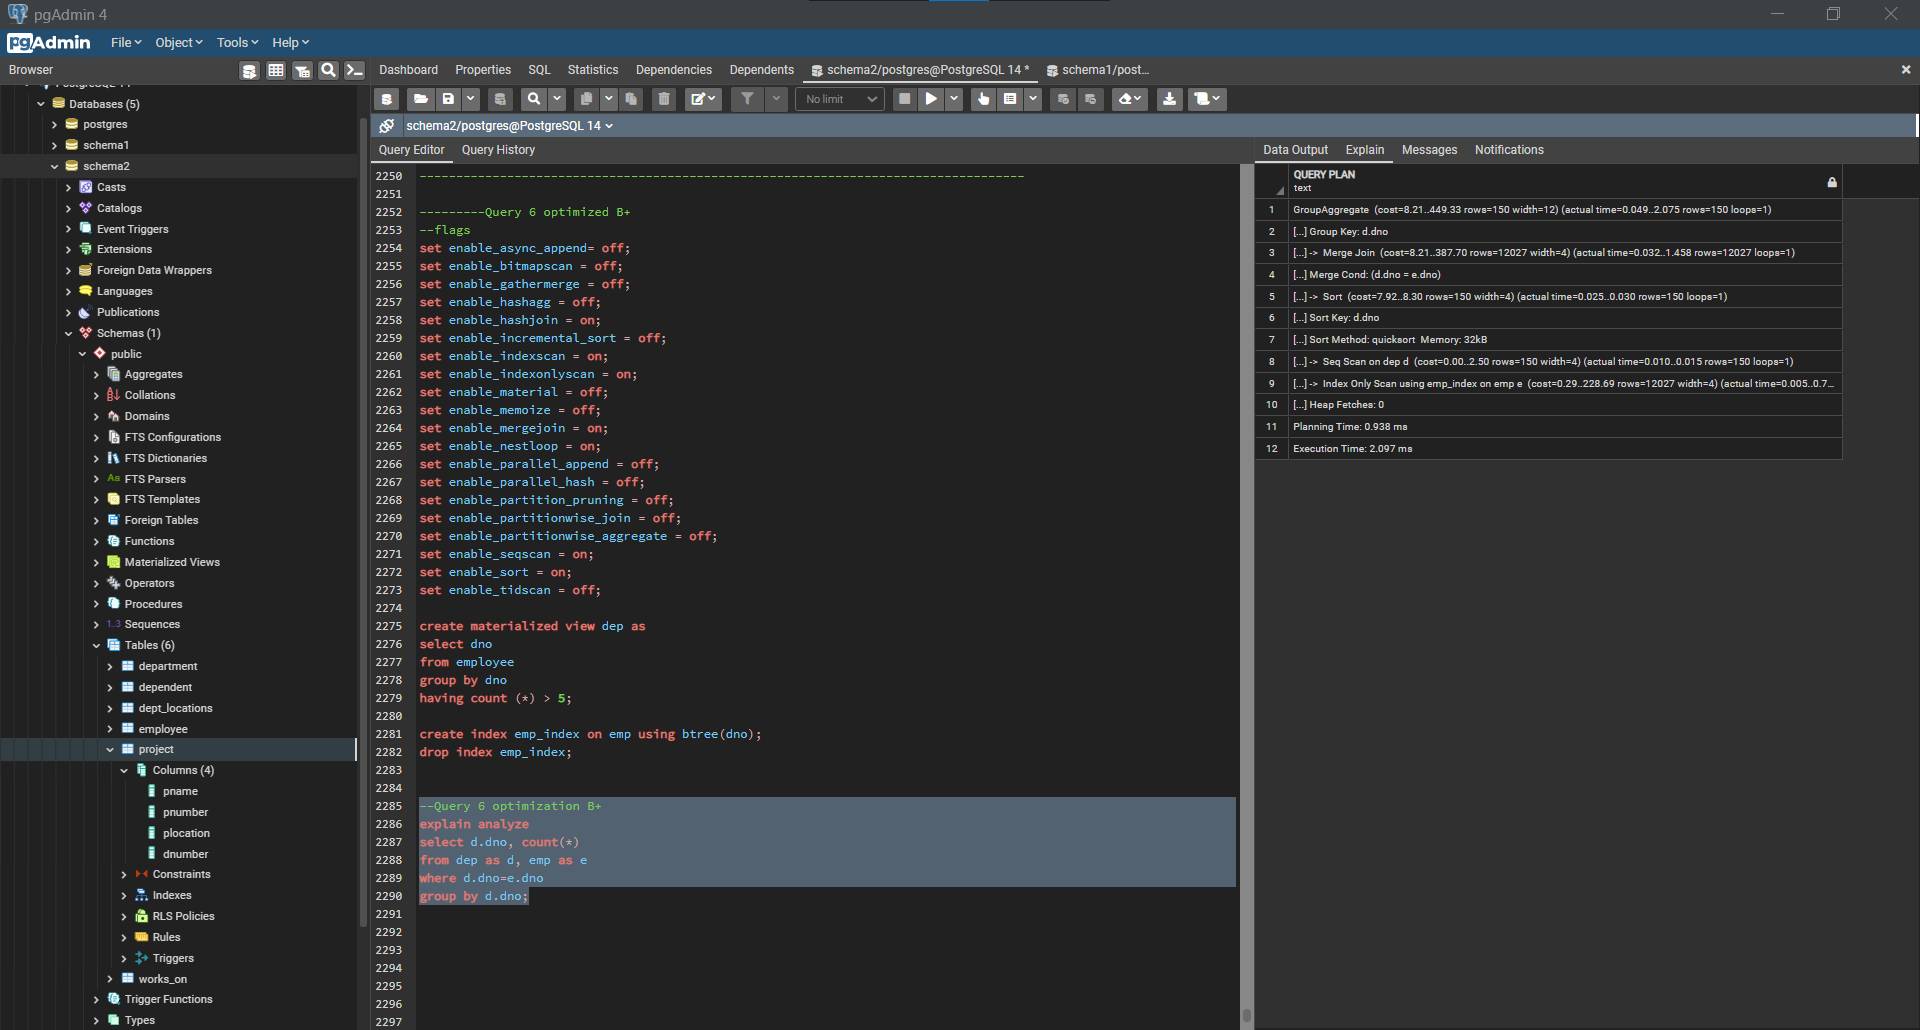 pgAdmin 4
pgAdmin
File Object Tools Help
Browser
Dashboard Properties SQL Statistics Dependencies Dependents schema2/postgres@PostgreSQL 14 * schema1/post...
No limit
schema2/postgres@PostgreSQL 14
Query Editor Query History
Data Output Explain Messages Notifications
Databases (5)
postgres
schema1
schema2
Casts
Catalogs
Event Triggers
Extensions
Foreign Data Wrappers
Languages
Publications
Schemas (1)
public
Aggregates
Collations
Domains
FTS Configurations
FTS Dictionaries
Aa FTS Parsers
FTS Templates
Foreign Tables
Functions
Materialized Views
Operators
Procedures
1..3 Sequences
Tables (6)
department
dependent
dept_locations
employee
project
Columns (4)
pname
pnumber
plocation
dnumber
Constraints
Indexes
RLS Policies
Rules
Triggers
works_on
Trigger Functions
Types
2250 -----------------------------------------------------------------------------------
2251
2252 ---------Query 6 optimized B+
2253 --flags
2254 set enable_async_append= off;
2255 set enable_bitmapscan = off;
2256 set enable_gathermerge = off;
2257 set enable_hashagg = off;
2258 set enable_hashjoin = on;
2259 set enable_incremental_sort = off;
2260 set enable_indexscan = on;
2261 set enable_indexonlyscan = on;
2262 set enable_material = off;
2263 set enable_memoize = off;
2264 set enable_mergejoin = on;
2265 set enable_nestloop = on;
2266 set enable_parallel_append = off;
2267 set enable_parallel_hash = off;
2268 set enable_partition_pruning = off;
2269 set enable_partitionwise_join = off;
2270 set enable_partitionwise_aggregate = off;
2271 set enable_seqscan = on;
2272 set enable_sort = on;
2273 set enable_tidscan = off;
2274
2275 create materialized view dep as
2276 select dno
2277 from employee
2278 group by dno
2279 having count (*) > 5;
2280
2281 create index emp_index on emp using btree(dno);
2282 drop index emp_index;
2283
2284
2285 --Query 6 optimization B+
2286 explain analyze
2287 select d.dno, count(*)
2288 from dep as d, emp as e
2289 where d.dno=e.dno
2290 group by d.dno;
2291
2292
2293
2294
2295
2296
2297
QUERY PLAN
text
1 GroupAggregate (cost=8.21..449.33 rows=150 width=12) (actual time=0.049..2.075 rows=150 loops=1)
2 [...] Group Key: d.dno
3 [...] -> Merge Join (cost=8.21..387.70 rows=12027 width=4) (actual time=0.032..1.458 rows=12027 loops=1)
4 [...] Merge Cond: (d.dno = e.dno)
5 [...] -> Sort (cost=7.92..8.30 rows=150 width=4) (actual time=0.025..0.030 rows=150 loops=1)
6 [...] Sort Key: d.dno
7 [...] Sort Method: quicksort Memory: 32kB
8 [...] -> Seq Scan on dep d (cost=0.00..2.50 rows=150 width=4) (actual time=0.010..0.015 rows=150 loops=1)
9 [...] -> Index Only Scan using emp_index on emp e (cost=0.29..228.69 rows=12027 width=4) (actual time=0.005..0.7...
10 [...] Heap Fetches: 0
11 Planning Time: 0.938 ms
12 Execution Time: 2.097 ms